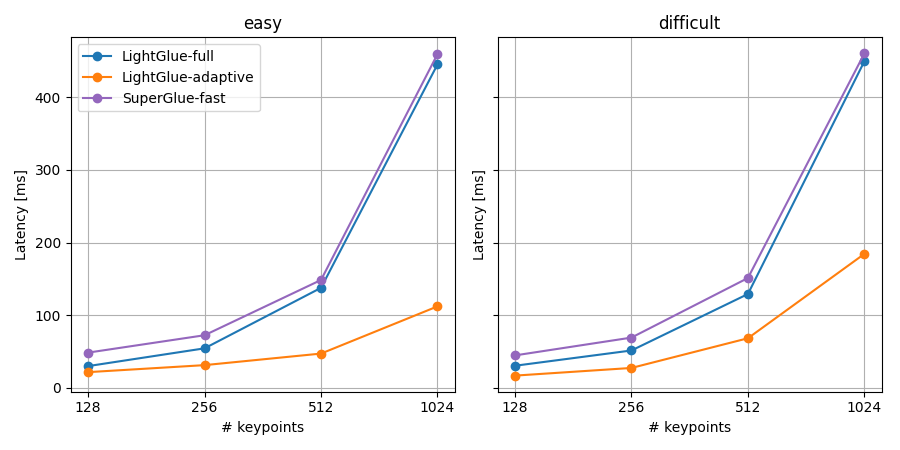 easy
LightGlue-full
LightGlue-adaptive
SuperGlue-fast
400
300
200
100
0
Latency [ms]
128 256 512 1024
# keypoints
difficult
Latency [ms]
128 256 512 1024
# keypoints